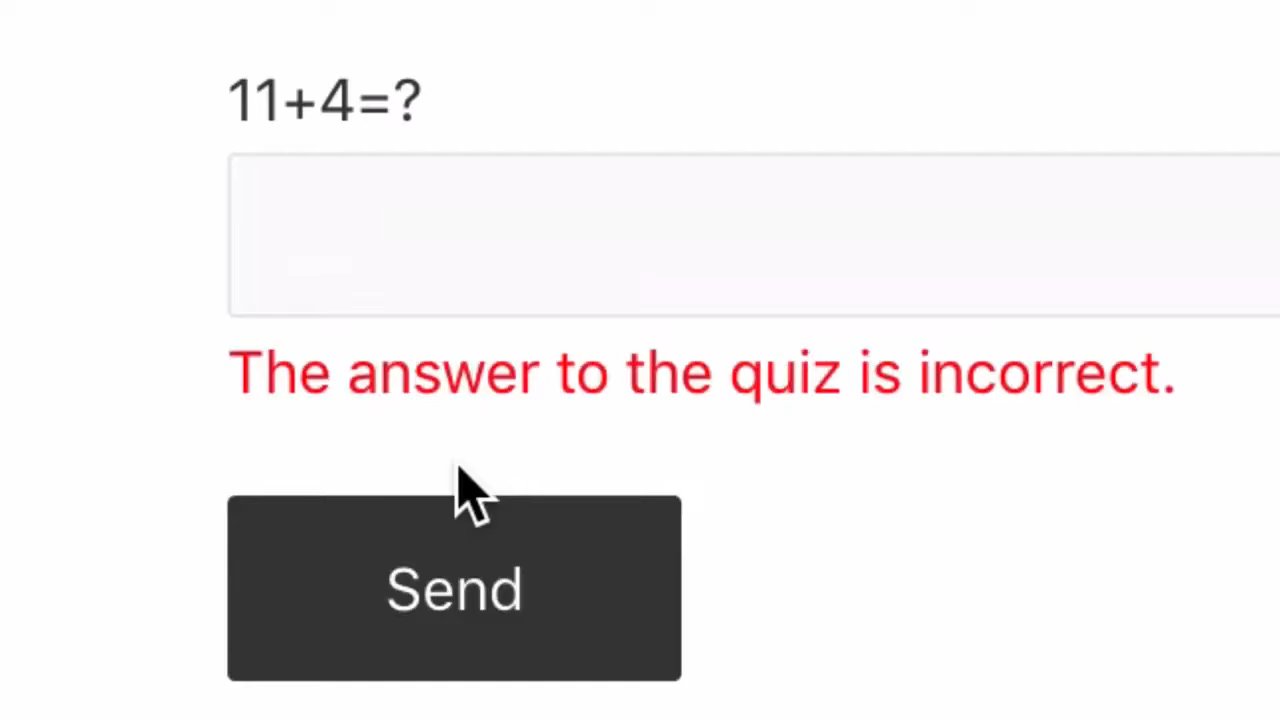 11+4=?
The answer to the quiz is incorrect.
Send